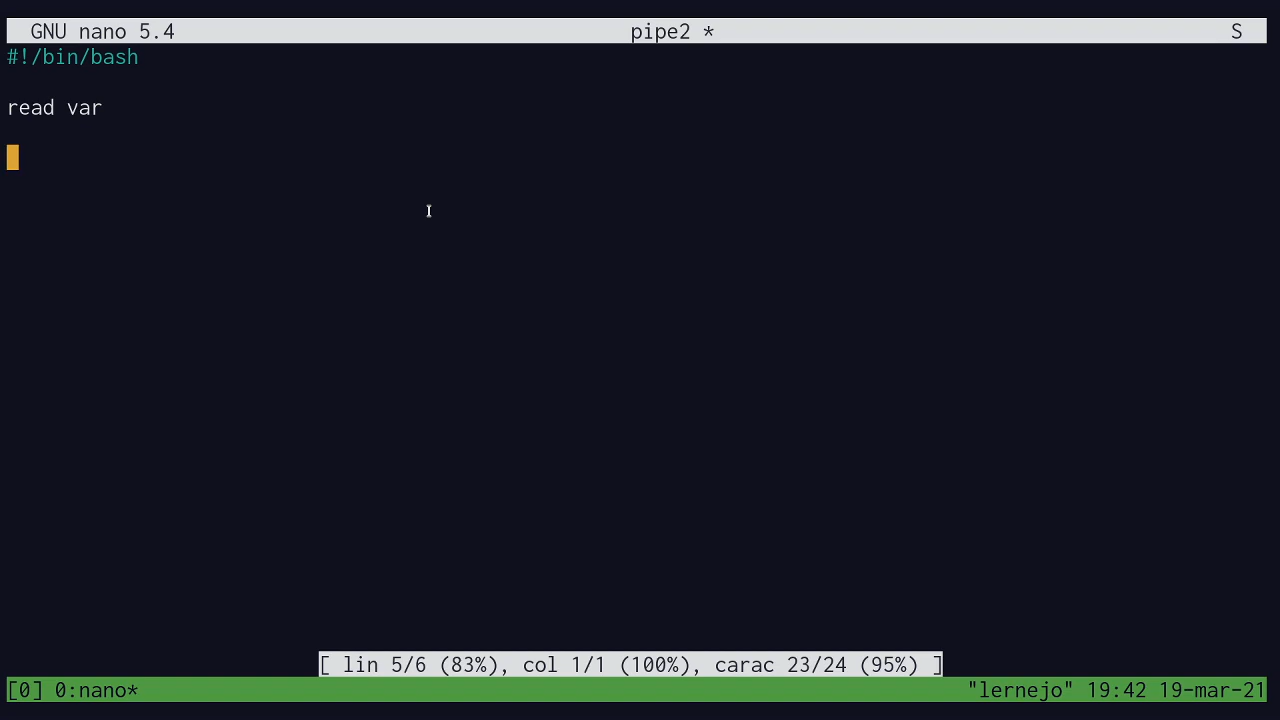 GNU nano 5.4 pipe2 * S
#!/bin/bash
read var
[ lin 5/6 (83%), col 1/1 (100%), carac 23/24 (95%) ]
[0] 0:nano* "lernejo" 19:42 19-mar-21